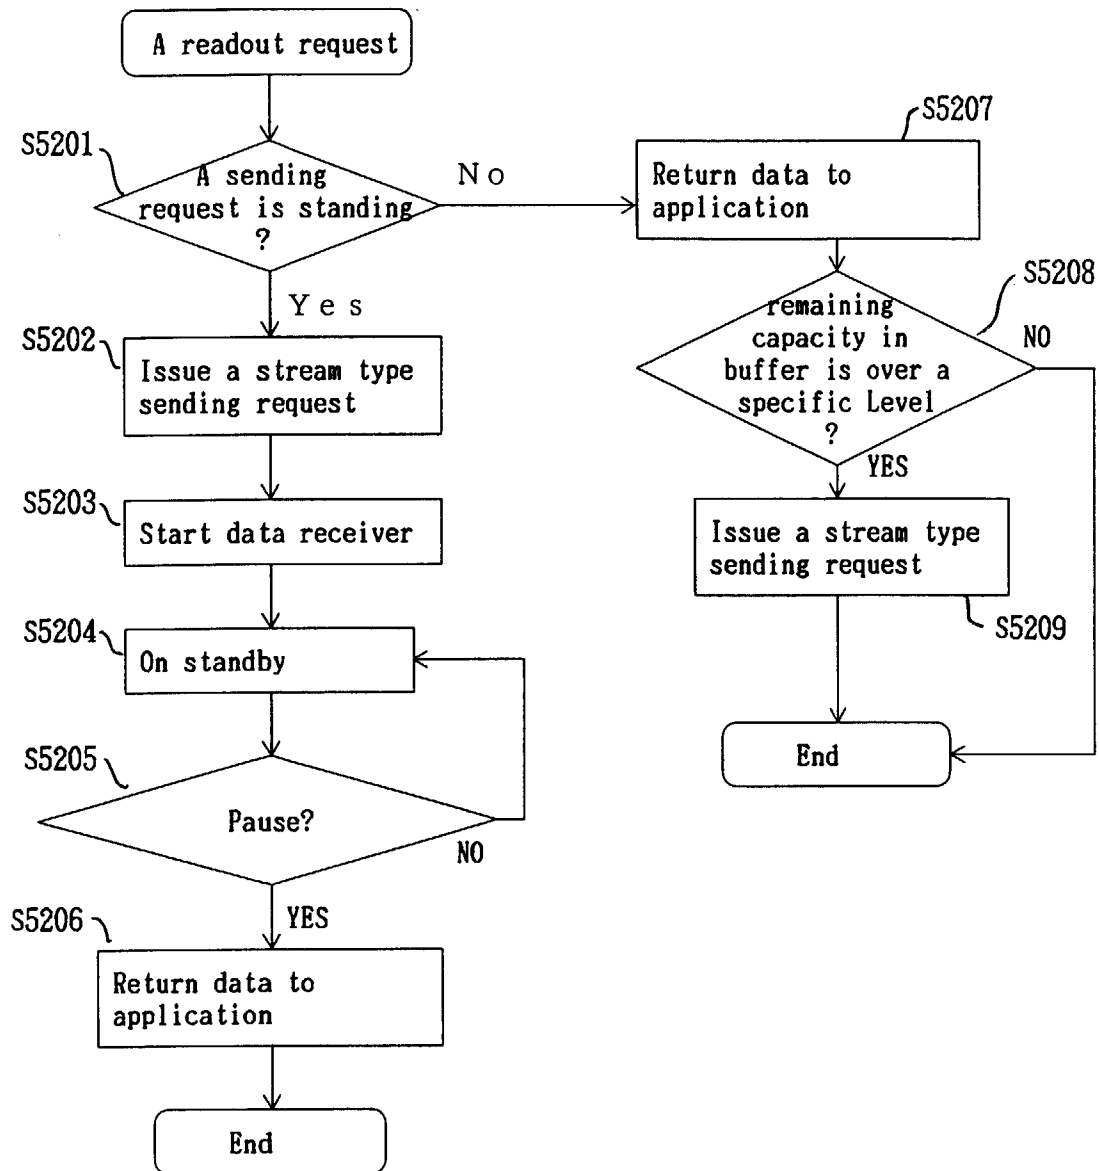 A readout request
S5201
A sending
request is standing
?
No
Yes
S5202
Issue a stream type
sending request
S5203
Start data receiver
S5204
On standby
S5205
Pause?
NO
YES
S5206
Return data to
application
End
S5207
Return data to
application
S5208
remaining
capacity in
buffer is over a
specific Level
?
NO
YES
Issue a stream type
sending request
S5209
End